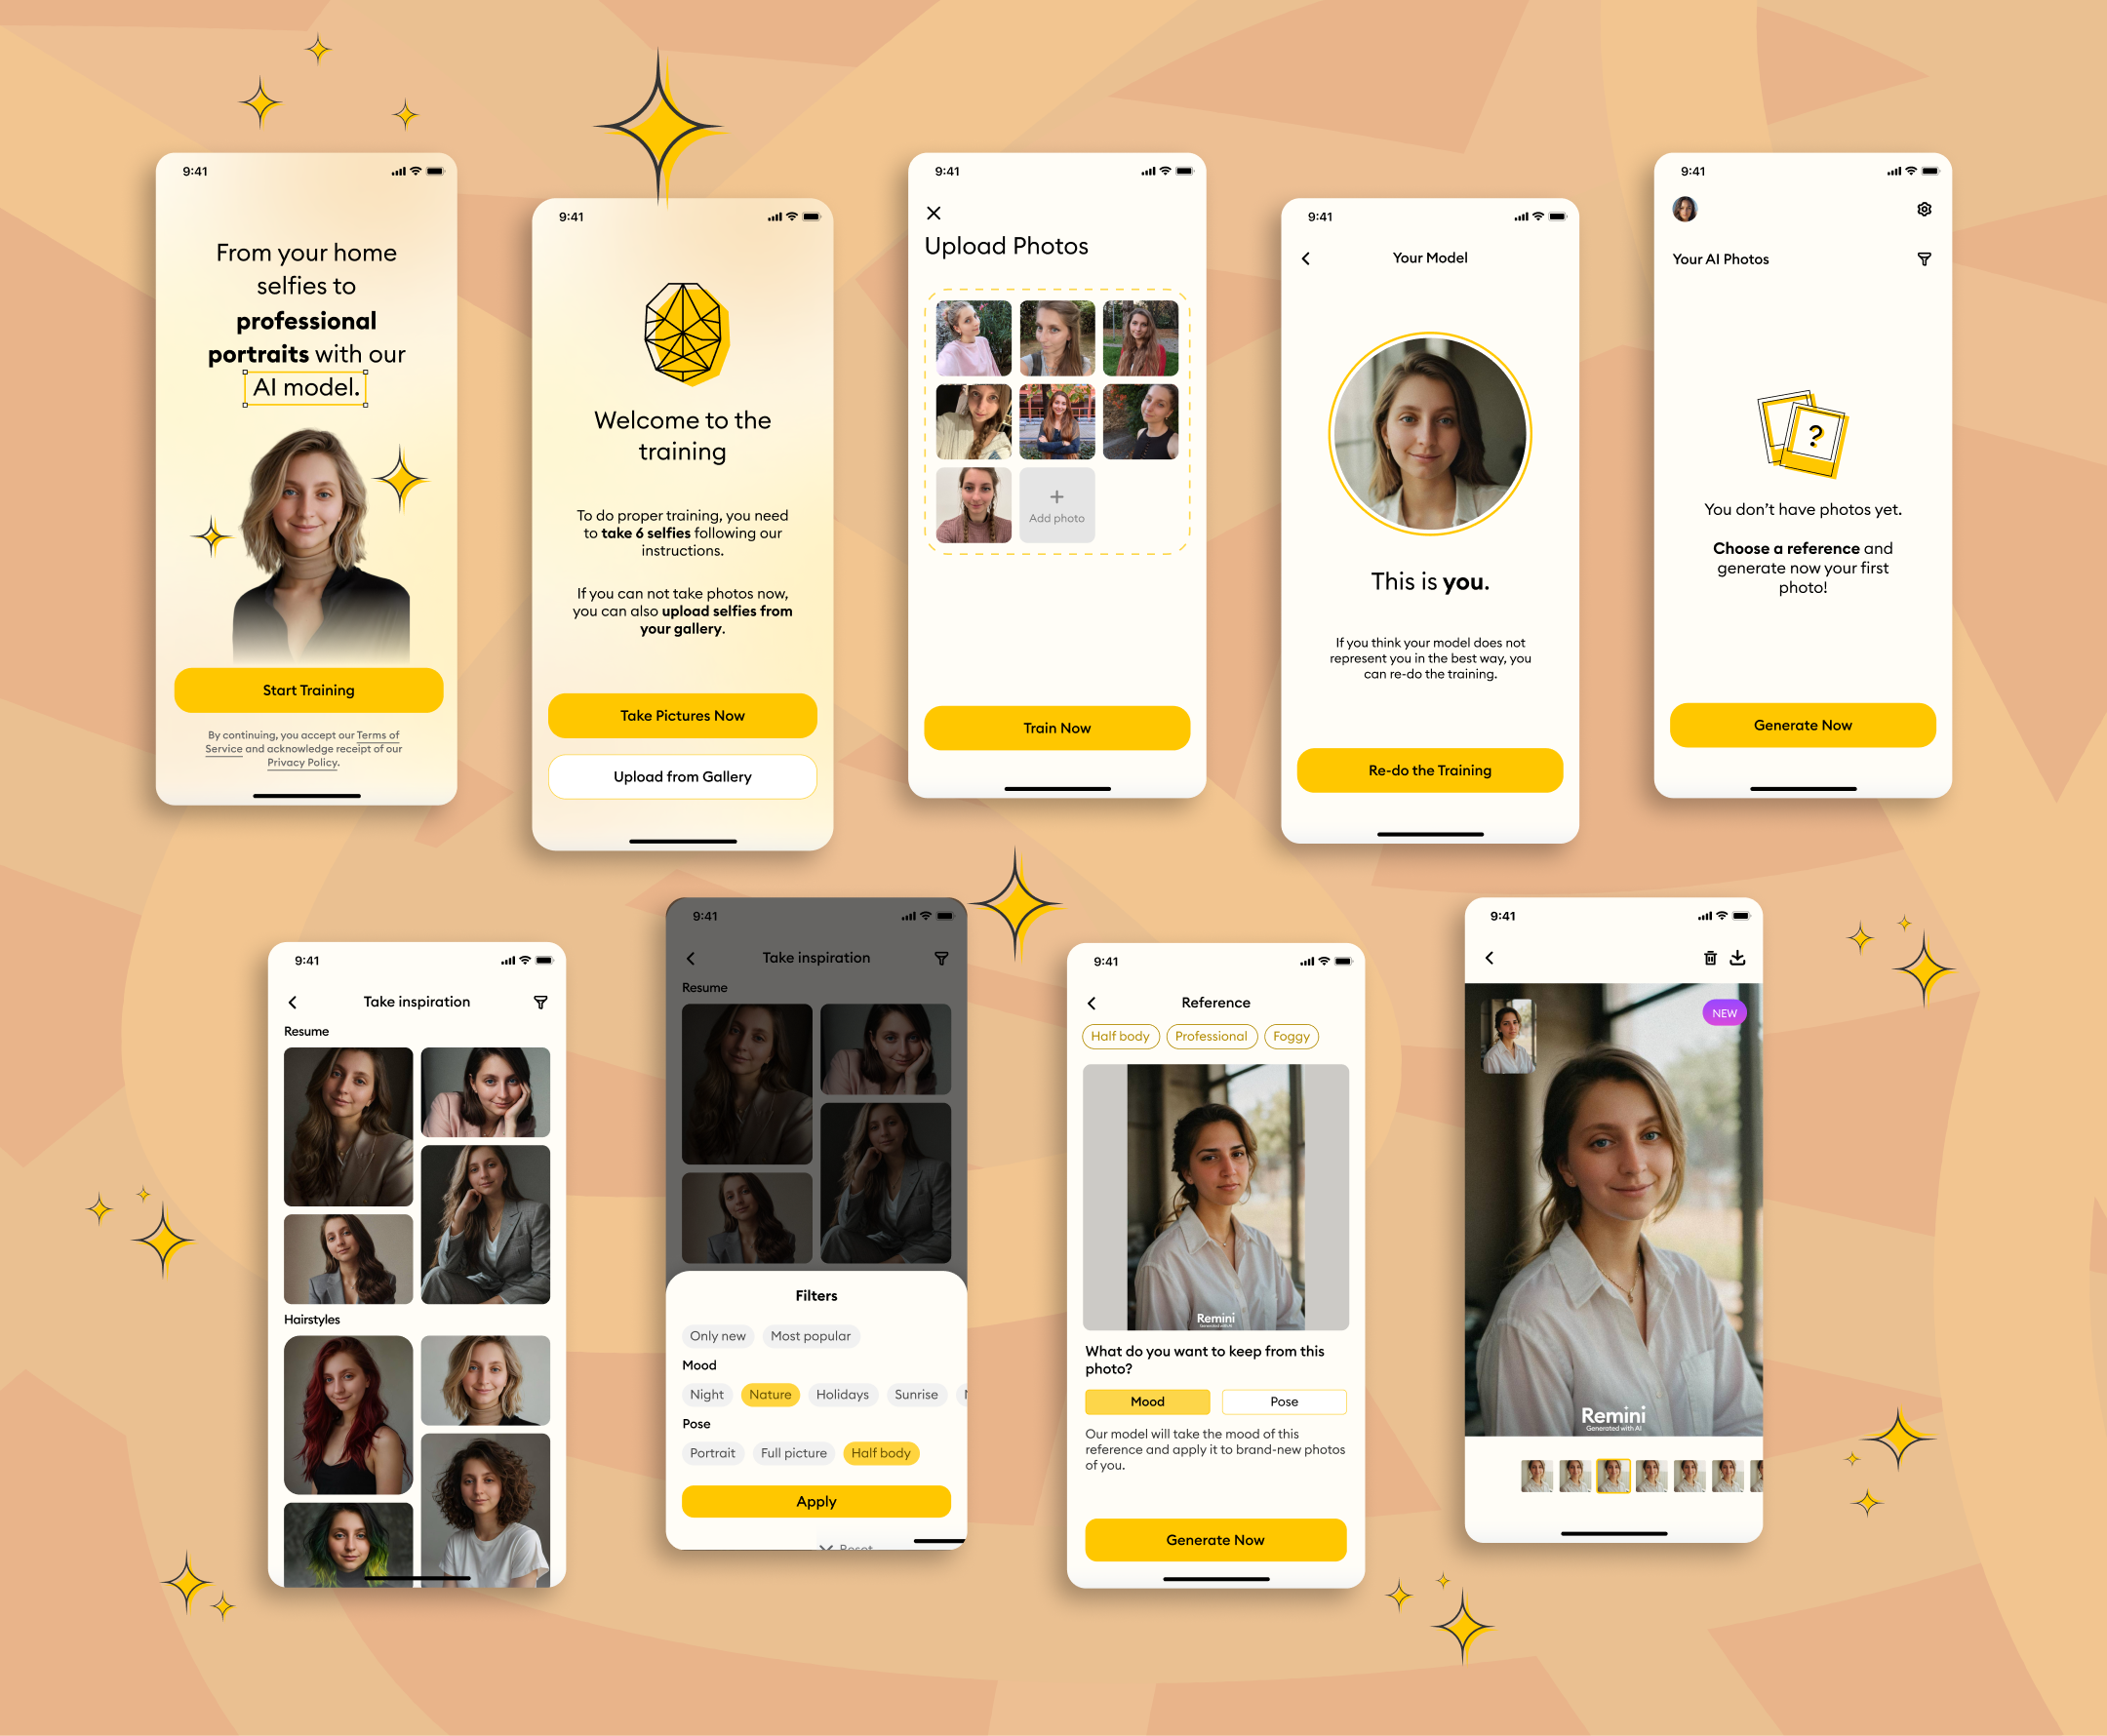 9:41
From your home
selfies to
professional
portraits with our
AI model.
Start Training
By continuing, you accept our Terms of
Service and acknowledge receipt of our
Privacy Policy.
9:41
Welcome to the
training
To do proper training, you need
to take 6 selfies following our
instructions.
If you can not take photos now,
you can also upload selfies from
your gallery.
Take Pictures Now
Upload from Gallery
9:41
Upload Photos
Add photo
Train Now
9:41
Your Model
This is you.
If you think your model does not
represent you in the best way, you
can re-do the training.
Re-do the Training
9:41
Your AI Photos
?
You don't have photos yet.
Choose a reference and
generate now your first
photo!
Generate Now
9:41
Take inspiration
Resume
Hairstyles
9:41
Take inspiration
Resume
Filters
Only new Most popular
Mood
Night Nature Holidays Sunrise
Pose
Portrait Full picture Half body
Apply
Reset
9:41
Reference
Half body Professional Foggy
Remini
Generated with AI
What do you want to keep from this
photo?
Mood Pose
Our model will take the mood of this
reference and apply it to brand-new photos
of you.
Generate Now
9:41
NEW
Remini
Generated with AI